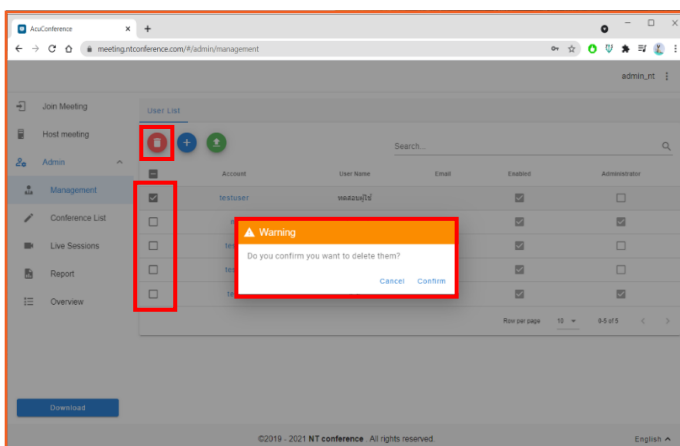 AcuConference
meeting.ntconference.com/#/admin/management
admin_nt
Join Meeting
Host meeting
Admin
Management
Conference List
Live Sessions
Report
Overview
Download
User List
Search...
Account User Name Email Enabled Administrator
testuser ทดสอบผู้ใช้
Warning
Do you confirm you want to delete them?
Cancel Confirm
Row per page 10 0-5 of 5
©2019 - 2021 NT conference . All rights reserved.
English